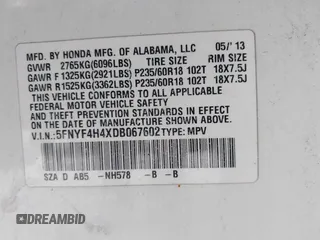 MFD. BY HONDA MFG. OF ALABAMA, LLC 05/'13
GVWR 2765KG(6096LBS) TIRE SIZE RIM SIZE
GAWR F 1325KG(2921LBS) P235/60R18 102T 18X7.5J
GAWR R 1525KG(3362LBS) P235/60R18 102T 18X7.5J
THIS VEHICLE CONFORMS TO ALL APPLICABLE
FEDERAL MOTOR VEHICLE SAFETY
AND THEFT PREVENTION STANDARDS IN EFFECT ON
THE DATE OF MANUFACTURE SHOWN ABOVE.
V.I.N.:5FNYF4H4XDB067602 TYPE: MPV
SZA D AB5 -NH578 -B -B
DREAMBID